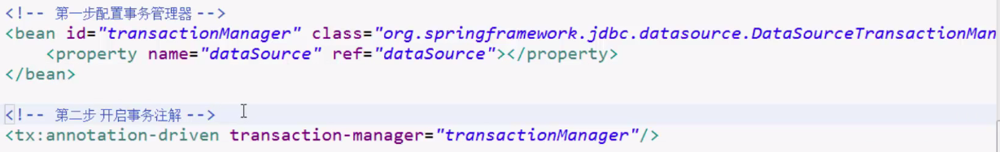 <!-- 第一步配置事务管理器 -->
<bean id="transactionManager" class="org.springframework.jdbc.datasource.DataSourceTransactionMan
<property name="dataSource" ref="dataSource"></property>
</bean>
<!-- 第二步 开启事务注解 -->
<tx:annotation-driven transaction-manager="transactionManager"/>